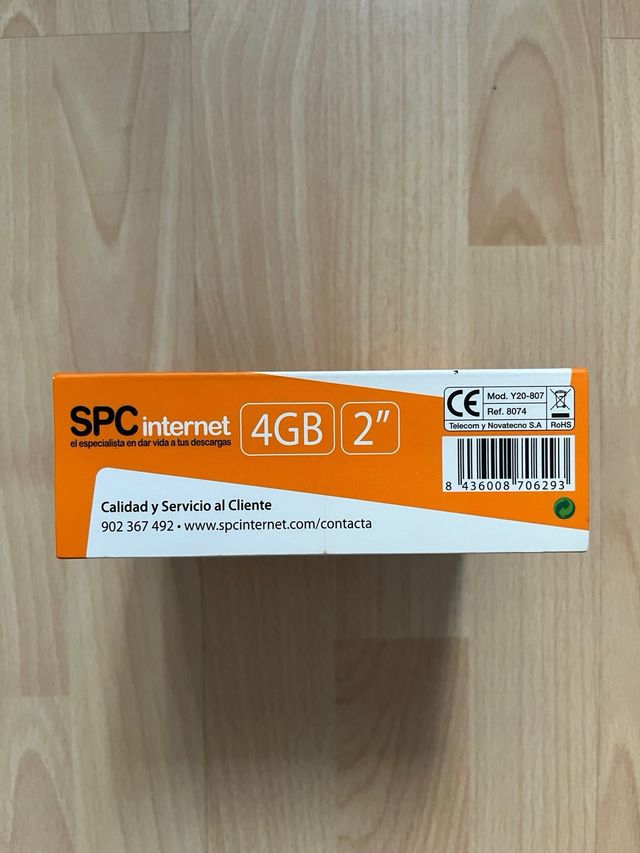 SPC internet
el especialista en dar vida a tus descargas
4GB
2”
CE
Mod. Y20-807
Ref. 8074
Telecom y Novatecno S.A
RoHS
8 436008 706293
Calidad y Servicio al Cliente
902 367 492 • www.spcinternet.com/contacta